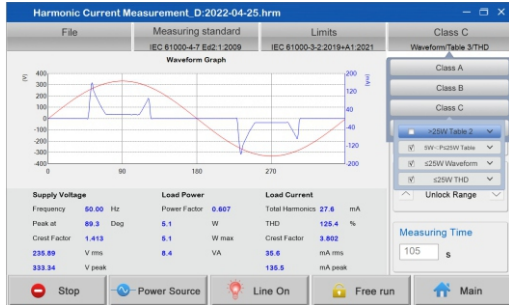 Harmonic Current Measurement_D:2022-04-25.hrm
File Measuring standard Limits Class C
IEC 61000-4-7 Ed2:1:2009 IEC 61000-3-2:2019+A1:2021 Waveform/Table 3/THD
Waveform Graph
(V) 400 300 200 100 0 -100 -200 -300 -400
200 120 40 -40 -120 -200 (mA)
0 90 180 270
Class A
Class B
Class C
>25W Table 2
≤25W Waveform
≤25W THD
Unlock Range
Supply Voltage Load Power Load Current
Frequency 50.00 Hz Power Factor 0.607 Total Harmonics 27.6 mA
Peak at 89.3 Deg 5.1 W THD 125.4 %
Crest Factor 1.413 5.1 W max Crest Factor 3.802
235.89 V rms 8.4 VA 35.6 mA rms
333.34 V peak 135.5 mA peak
Measuring Time
105 s
Stop Power Source Line On Free run Main